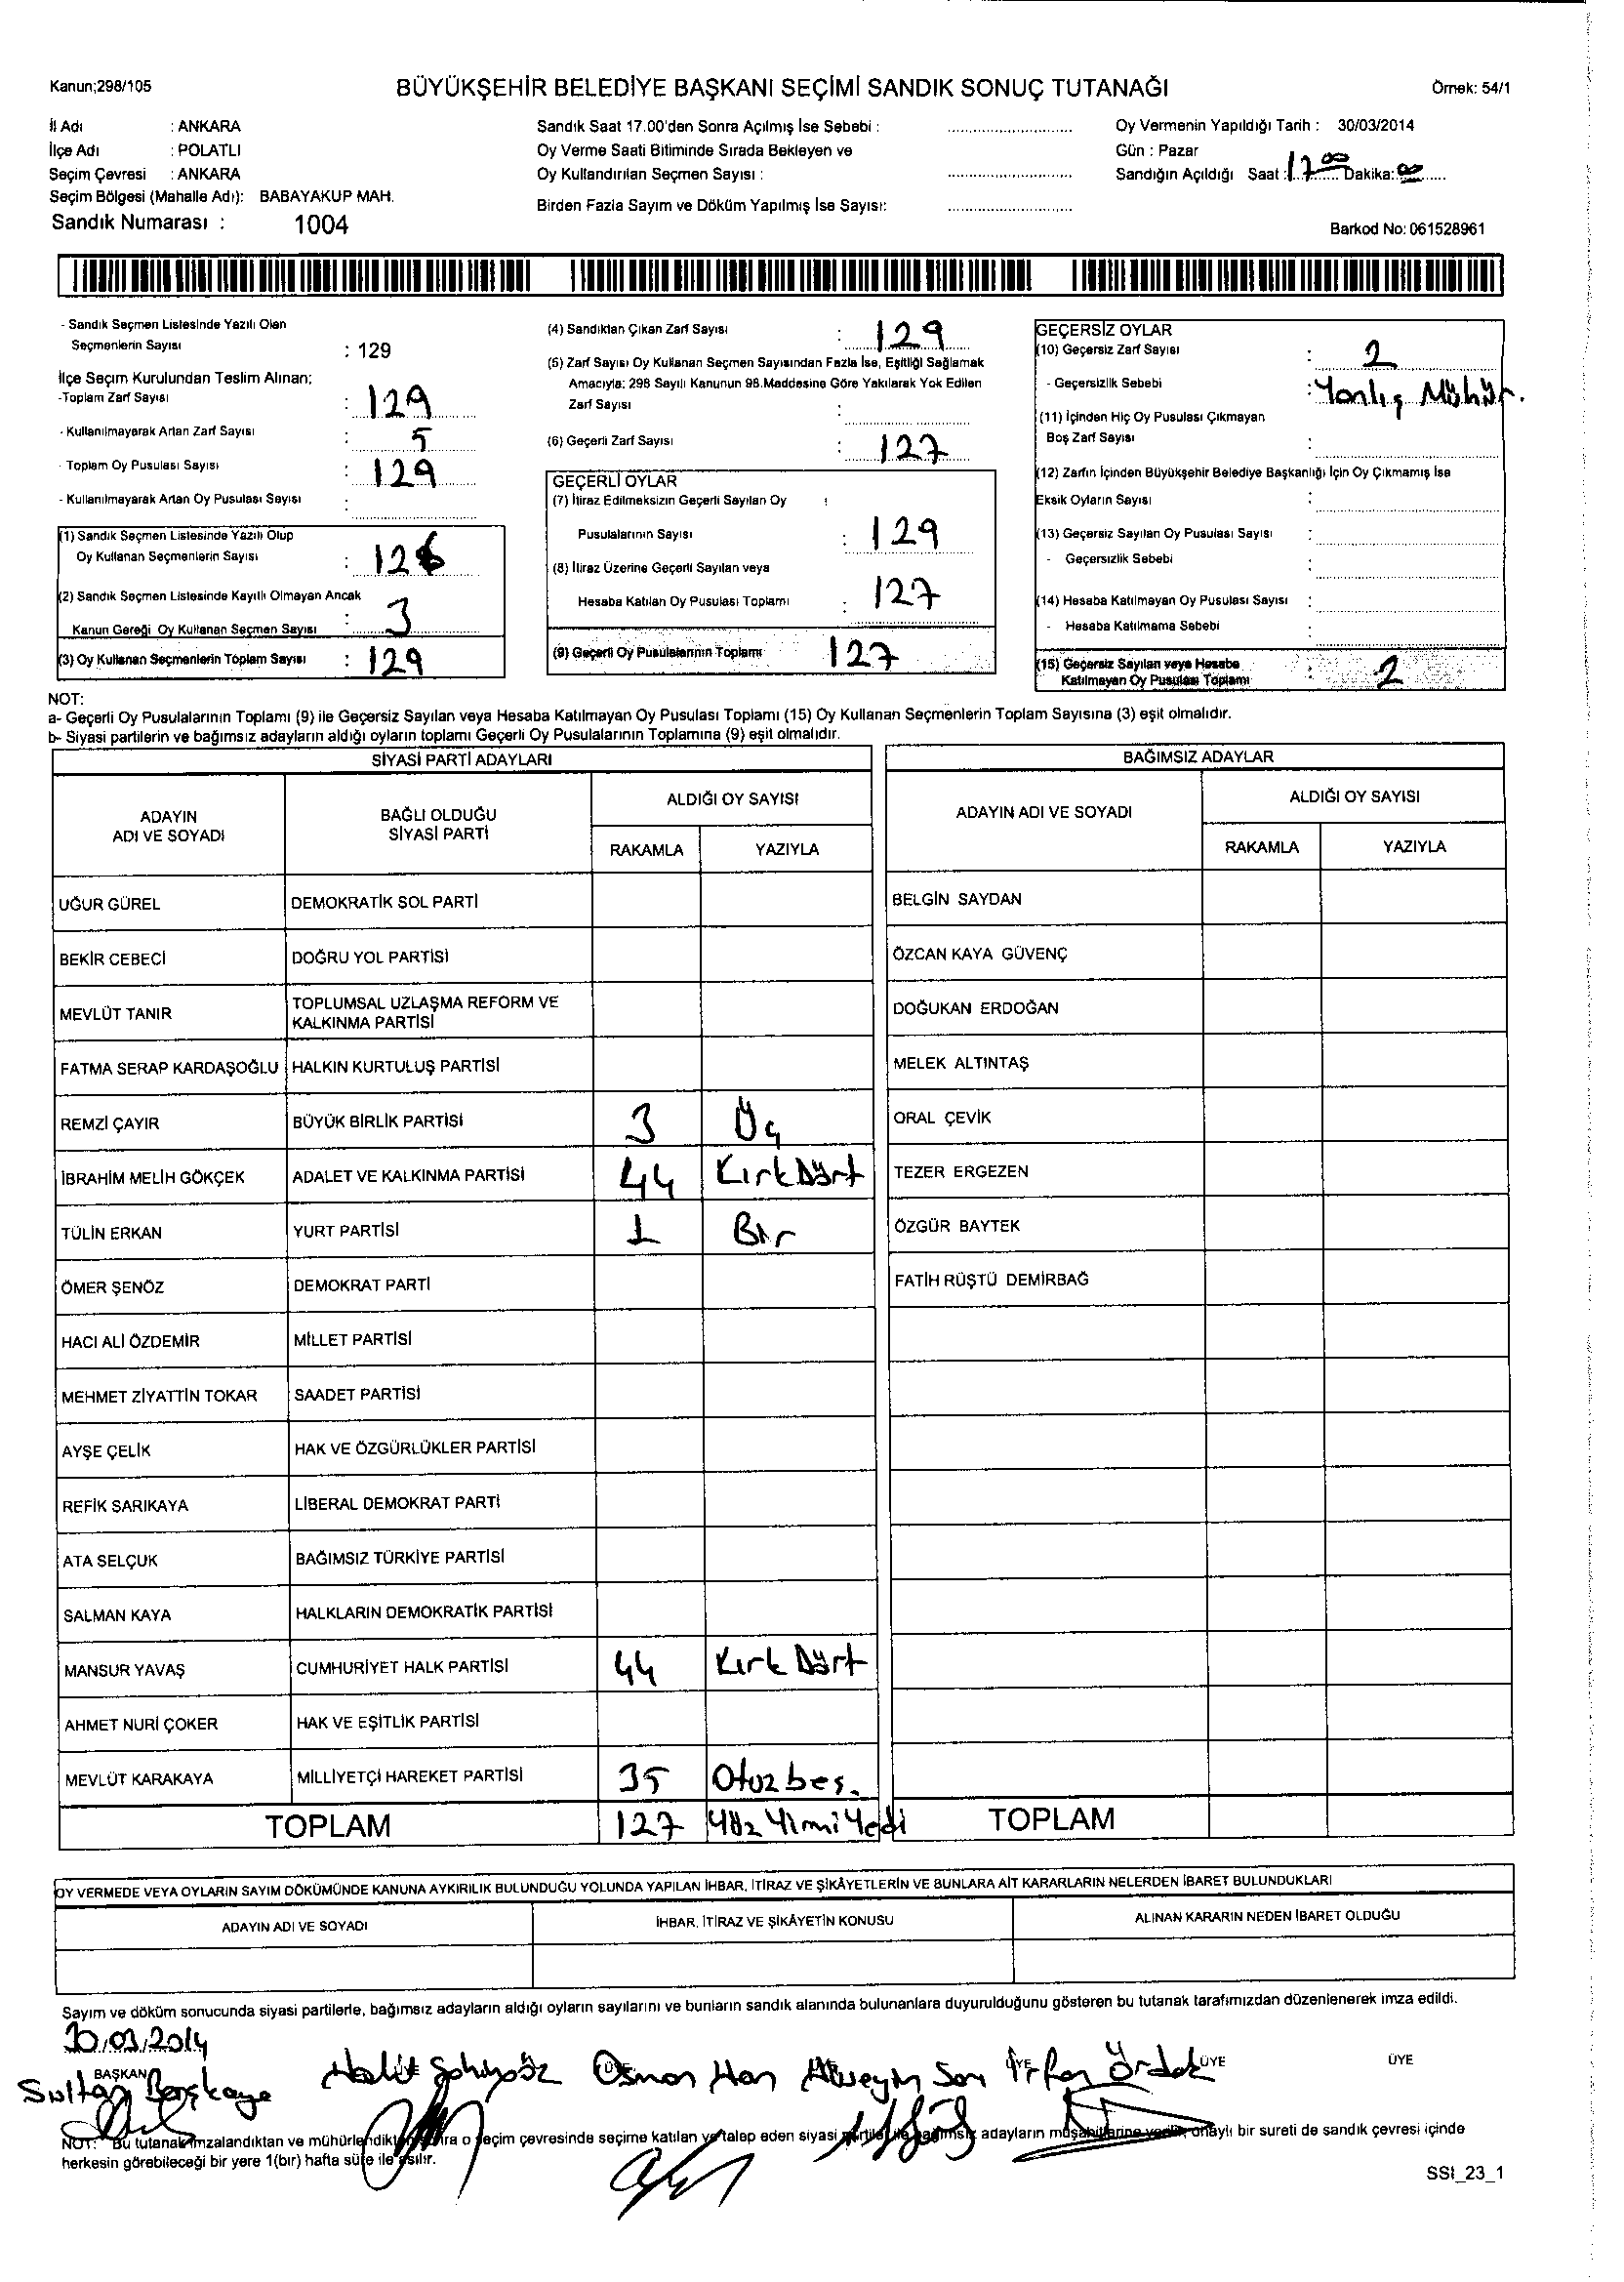 Kanun;298/105
BÜYÜKŞEHİR BELEDİYE BAŞKANI SEÇİMİ SANDIK SONUÇ TUTANAĞI
Örnek: 54/1
İl Adı : ANKARA
İlçe Adı : POLATLI
Seçim Çevresi : ANKARA
Seçim Bölgesi (Mahalle Adı): BABAYAKUP MAH.
Sandık Numarası : 1004
Sandık Saat 17.00'den Sonra Açılmış İse Sebebi :
Oy Verme Saati Bitiminde Sırada Bekleyen ve
Oy Kullandırılan Seçmen Sayısı :
Birden Fazla Sayım ve Döküm Yapılmış İse Sayısı:
Oy Vermenin Yapıldığı Tarih : 30/03/2014
Gün : Pazar
Sandığın Açıldığı Saat : 17 00 Dakika: 00
Barkod No: 061528961
- Sandık Seçmen Listesinde Yazılı Olan
Seçmenlerin Sayısı : 129
İlçe Seçim Kurulundan Teslim Alınan;
-Toplam Zarf Sayısı : 129
- Kullanılmayarak Artan Zarf Sayısı : 5
- Toplam Oy Pusulası Sayısı : 129
- Kullanılmayarak Artan Oy Pusulası Sayısı :
(1) Sandık Seçmen Listesinde Yazılı Olup
Oy Kullanan Seçmenlerin Sayısı : 126
(2) Sandık Seçmen Listesinde Kayıtlı Olmayan Ancak
Kanun Gereği Oy Kullanan Seçmen Sayısı : 3
(3) Oy Kullanan Seçmenlerin Toplam Sayısı : 129
(4) Sandıktan Çıkan Zarf Sayısı : 129
(5) Zarf Sayısı Oy Kullanan Seçmen Sayısından Fazla İse, Eşitliği Sağlamak
Amacıyla; 298 Sayılı Kanunun 98.Maddesine Göre Yakılarak Yok Edilen
Zarf Sayısı :
(6) Geçerli Zarf Sayısı : 127
GEÇERLİ OYLAR
(7) İtiraz Edilmeksizin Geçerli Sayılan Oy
Pusulalarının Sayısı : 129
(8) İtiraz Üzerine Geçerli Sayılan veya
Hesaba Katılan Oy Pusulası Toplamı : 127
(9) Geçerli Oy Pusulalarının Toplamı 127
GEÇERSİZ OYLAR
(10) Geçersiz Zarf Sayısı : 2
- Geçersizlik Sebebi : Yanlış Mühür.
(11) İçinden Hiç Oy Pusulası Çıkmayan
Boş Zarf Sayısı :
(12) Zarfın İçinden Büyükşehir Belediye Başkanlığı İçin Oy Çıkmamış İse
Eksik Oyların Sayısı :
(13) Geçersiz Sayılan Oy Pusulası Sayısı :
- Geçersizlik Sebebi :
(14) Hesaba Katılmayan Oy Pusulası Sayısı :
- Hesaba Katılmama Sebebi :
(15) Geçersiz Sayılan veya Hesaba
Katılmayan Oy Pusulası Toplamı : 2
NOT:
a- Geçerli Oy Pusulalarının Toplamı (9) ile Geçersiz Sayılan veya Hesaba Katılmayan Oy Pusulası Toplamı (15) Oy Kullanan Seçmenlerin Toplam Sayısına (3) eşit olmalıdır.
b- Siyasi partilerin ve bağımsız adayların aldığı oyların toplamı Geçerli Oy Pusulalarının Toplamına (9) eşit olmalıdır.
SİYASİ PARTİ ADAYLARI
ADAYIN ADI VE SOYADI
BAĞLI OLDUĞU SİYASİ PARTİ
ALDIĞI OY SAYISI
RAKAMLA YAZIYLA
UĞUR GÜREL DEMOKRATİK SOL PARTİ
BEKİR CEBECİ DOĞRU YOL PARTİSİ
MEVLÜT TANIR TOPLUMSAL UZLAŞMA REFORM VE
KALKINMA PARTİSİ
FATMA SERAP KARDAŞOĞLU HALKIN KURTULUŞ PARTİSİ
REMZİ ÇAYIR BÜYÜK BİRLİK PARTİSİ 3 Üç
İBRAHİM MELİH GÖKÇEK ADALET VE KALKINMA PARTİSİ 44 Kırk Dört
TÜLİN ERKAN YURT PARTİSİ 1 Bir
ÖMER ŞENÖZ DEMOKRAT PARTİ
HACI ALİ ÖZDEMİR MİLLET PARTİSİ
MEHMET ZİYATTİN TOKAR SAADET PARTİSİ
AYŞE ÇELİK HAK VE ÖZGÜRLÜKLER PARTİSİ
REFİK SARIKAYA LİBERAL DEMOKRAT PARTİ
ATA SELÇUK BAĞIMSIZ TÜRKİYE PARTİSİ
SALMAN KAYA HALKLARIN DEMOKRATİK PARTİSİ
MANSUR YAVAŞ CUMHURİYET HALK PARTİSİ 44 Kırk Dört
AHMET NURİ ÇOKER HAK VE EŞİTLİK PARTİSİ
MEVLÜT KARAKAYA MİLLİYETÇİ HAREKET PARTİSİ 35 Otuz beş.
TOPLAM 127 Yüz Yirmi Yedi
BAĞIMSIZ ADAYLAR
ADAYIN ADI VE SOYADI
ALDIĞI OY SAYISI
RAKAMLA YAZIYLA
BELGİN SAYDAN
ÖZCAN KAYA GÜVENÇ
DOĞUKAN ERDOĞAN
MELEK ALTINTAŞ
ORAL ÇEVİK
TEZER ERGEZEN
ÖZGÜR BAYTEK
FATİH RÜŞTÜ DEMİRBAĞ
TOPLAM
OY VERMEDE VEYA OYLARIN SAYIM DÖKÜMÜNDE KANUNA AYKIRILIK BULUNDUĞU YOLUNDA YAPILAN İHBAR, İTİRAZ VE ŞİKÂYETLERİN VE BUNLARA AİT KARARLARIN NELERDEN İBARET BULUNDUKLARI
ADAYIN ADI VE SOYADI
İHBAR, İTİRAZ VE ŞİKÂYETİN KONUSU
ALINAN KARARIN NEDEN İBARET OLDUĞU
Sayım ve döküm sonucunda siyasi partilerle, bağımsız adayların aldığı oyların sayılarını ve bunların sandık alanında bulunanlara duyurulduğunu gösteren bu tutanak tarafımızdan düzenlenerek imza edildi.
30.03.2014
BAŞKAN ÜYE ÜYE ÜYE ÜYE
Sultan Halit Osman Han Hüseyin İrfan Ördek
NOT: Bu tutanak imzalandıktan ve mühürlendikten sonra o seçim çevresinde seçime katılan ve talep eden siyasi partiler ile bağımsız adayların müşahitlerine verilir, onaylı bir sureti de sandık çevresi içinde
herkesin görebileceği bir yere 1(bir) hafta süre ile asılır.
SSI_23_1